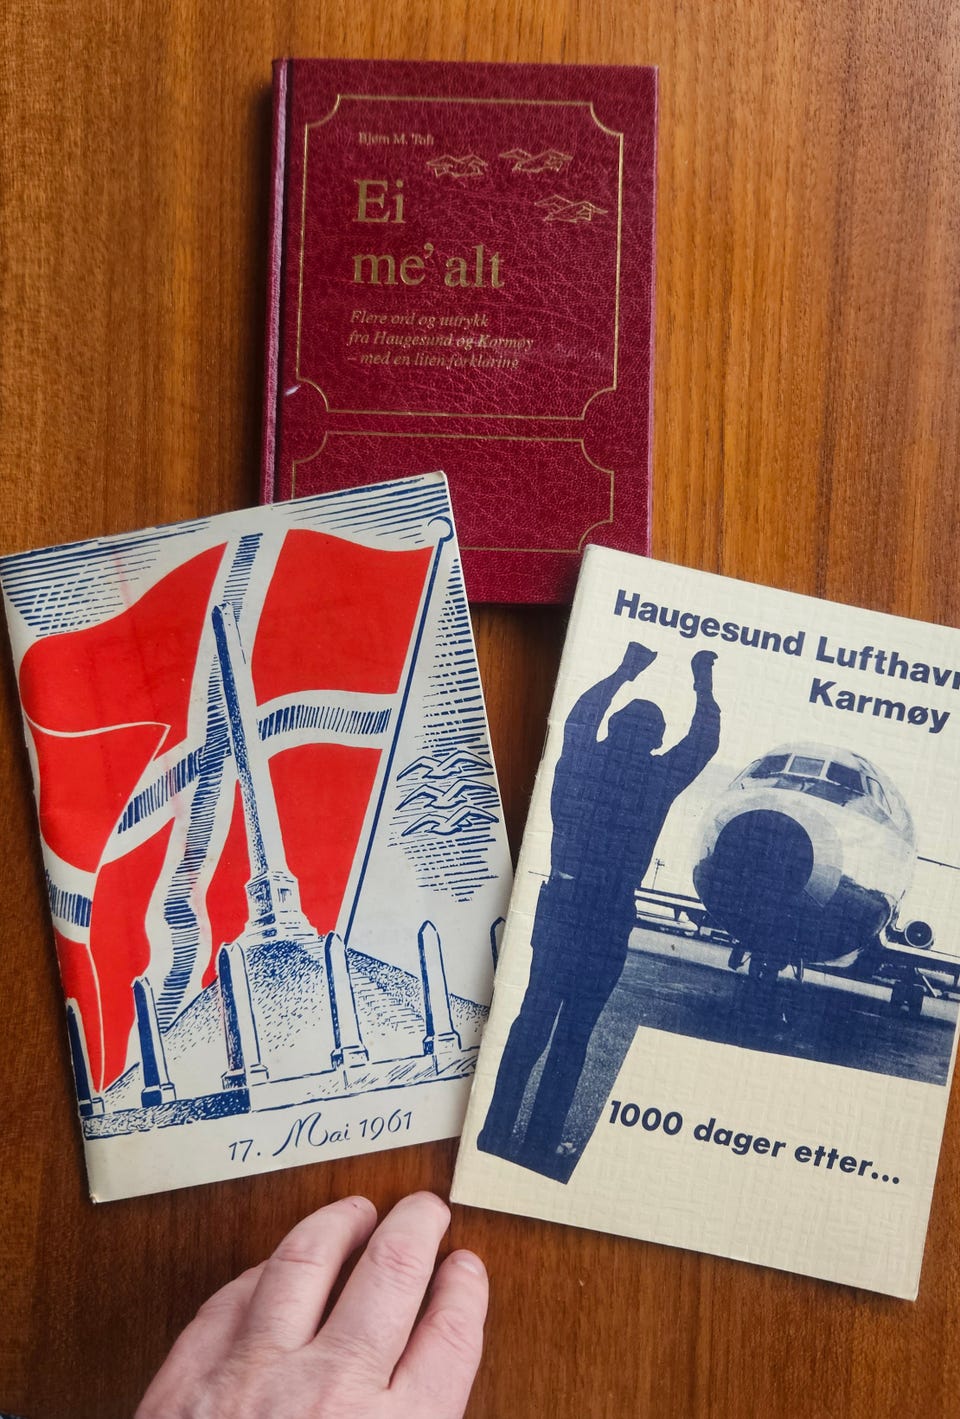 Bjørn M. Toft
Ei
me' alt
Flere ord og uttrykk
fra Haugesund og Karmøy
– med en liten forklaring
17. Mai 1961
Haugesund Lufthavn
Karmøy
1000 dager etter...